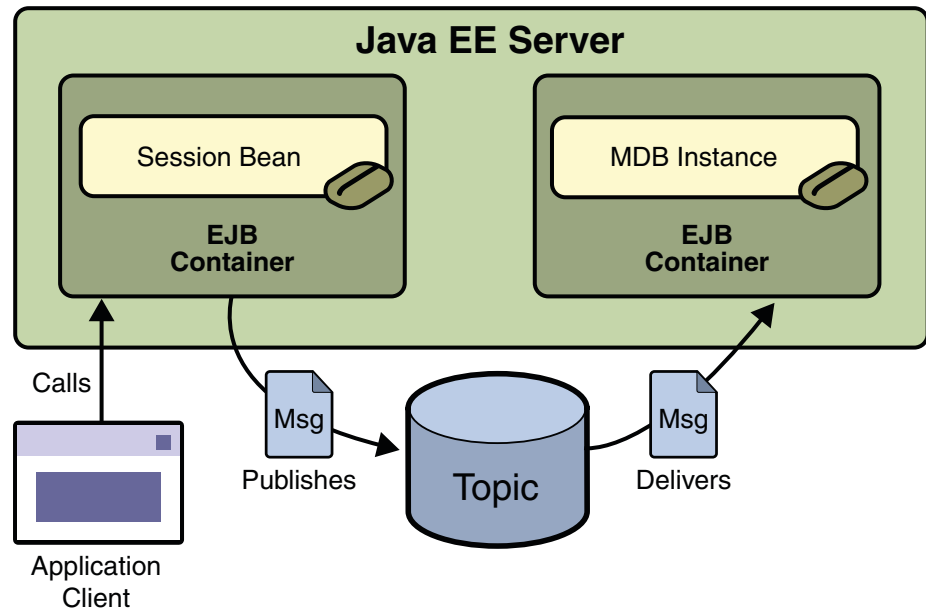 Java EE Server
Session Bean
EJB
Container
MDB Instance
EJB
Container
Calls
Msg
Publishes
Topic
Msg
Delivers
Application
Client